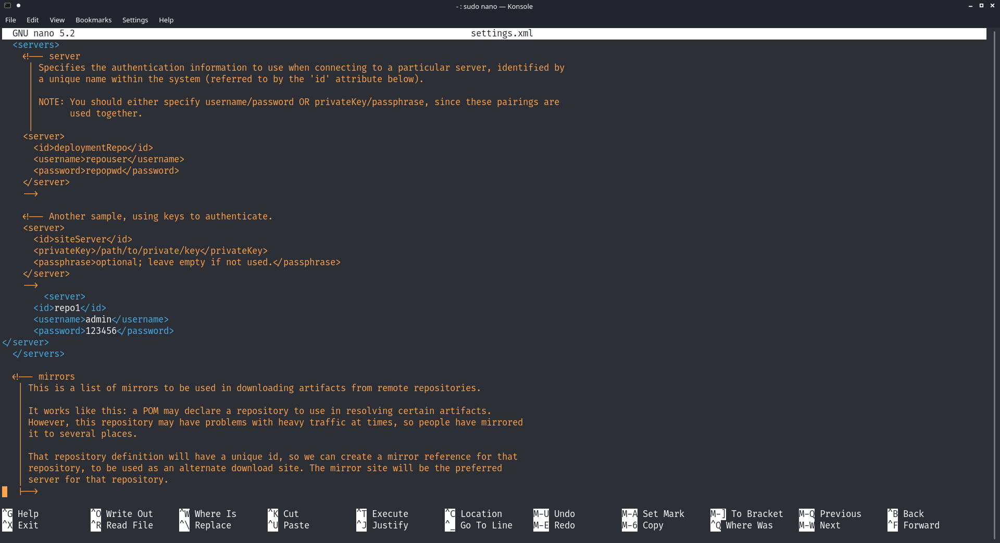 - : sudo nano — Konsole
File Edit View Bookmarks Settings Help
GNU nano 5.2 settings.xml
<servers>
<!-- server
| Specifies the authentication information to use when connecting to a particular server, identified by
| a unique name within the system (referred to by the 'id' attribute below).
|
| NOTE: You should either specify username/password OR privateKey/passphrase, since these pairings are
|       used together.
|
<server>
<id>deploymentRepo</id>
<username>repouser</username>
<password>repopwd</password>
</server>
-->
<!-- Another sample, using keys to authenticate.
<server>
<id>siteServer</id>
<privateKey>/path/to/private/key</privateKey>
<passphrase>optional; leave empty if not used.</passphrase>
</server>
-->
<server>
<id>repo1</id>
<username>admin</username>
<password>123456</password>
</server>
</servers>
<!-- mirrors
| This is a list of mirrors to be used in downloading artifacts from remote repositories.
|
| It works like this: a POM may declare a repository to use in resolving certain artifacts.
| However, this repository may have problems with heavy traffic at times, so people have mirrored
| it to several places.
|
| That repository definition will have a unique id, so we can create a mirror reference for that
| repository, to be used as an alternate download site. The mirror site will be the preferred
| server for that repository.
|-->
^G Help ^O Write Out ^W Where Is ^K Cut ^T Execute ^C Location M-U Undo M-A Set Mark M-] To Bracket M-Q Previous ^B Back
^X Exit ^R Read File ^\ Replace ^U Paste ^J Justify ^_ Go To Line M-E Redo M-6 Copy ^Q Where Was M-W Next ^F Forward